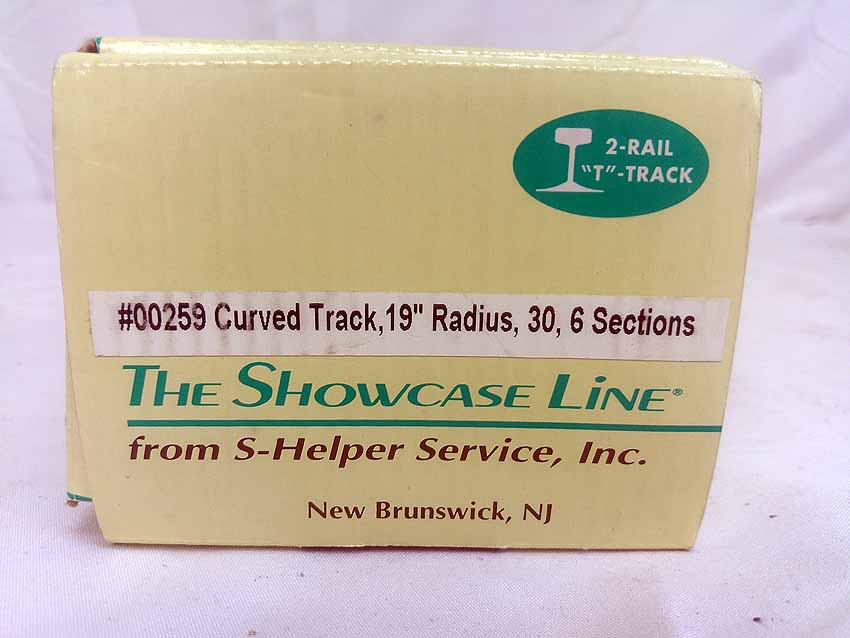 2-RAIL
"T"-TRACK
#00259 Curved Track,19" Radius, 30, 6 Sections
THE SHOWCASE LINE®
from S-Helper Service, Inc.
New Brunswick, NJ